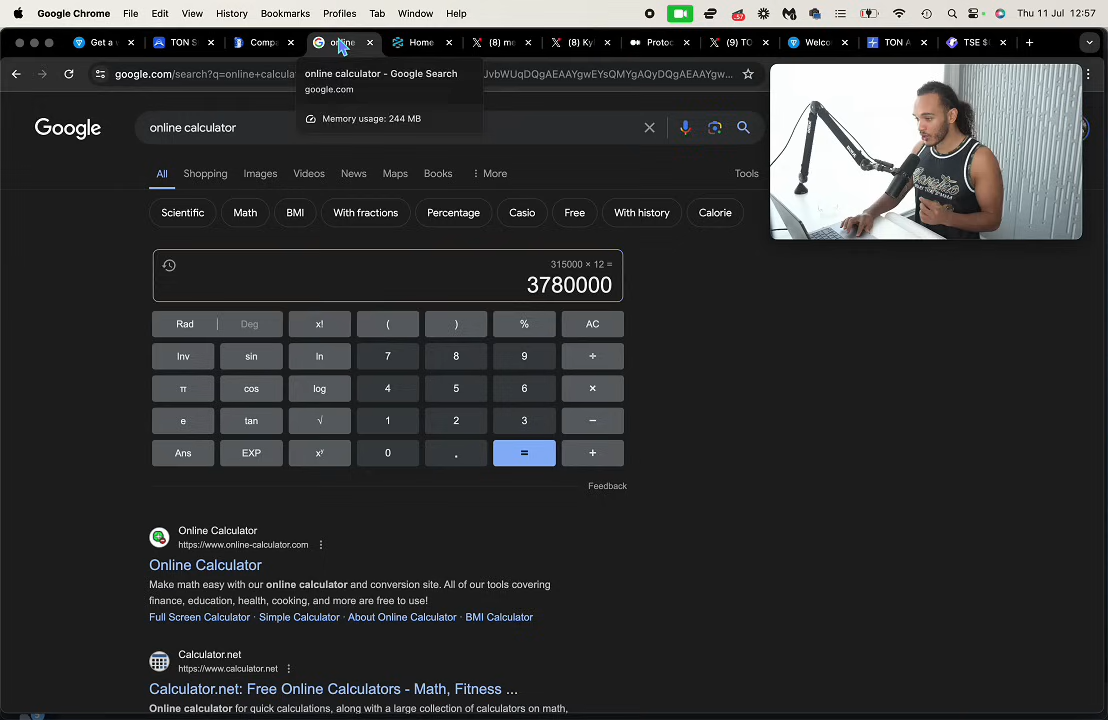 Google Chrome File Edit View History Bookmarks Profiles Tab Window Help
57
Thu 11 Jul 12:57
Get a w
TON S
Compa
online
Home
(8) me
(8) Ky
Protoc
(9) TO
Welco
TON A
TSE $
google.com/search?q=online+calcula
JvbWUqDQgAEAAYgwEYsQMYgAQyDQgAEAAYgw...
online calculator - Google Search
google.com
Memory usage: 244 MB
Google
online calculator
All Shopping Images Videos News Maps Books More Tools
Scientific Math BMI With fractions Percentage Casio Free With history Calorie
315000 × 12 =
3780000
Rad Deg x! ( ) % AC
Inv sin ln 7 8 9 ÷
π cos log 4 5 6 ×
e tan √ 1 2 3 −
Ans EXP xʸ 0 . = +
Feedback
Online Calculator
https://www.online-calculator.com
Online Calculator
Make math easy with our online calculator and conversion site. All of our tools covering
finance, education, health, cooking, and more are free to use!
Full Screen Calculator · Simple Calculator · About Online Calculator · BMI Calculator
Calculator.net
https://www.calculator.net
Calculator.net: Free Online Calculators - Math, Fitness ...
Online calculator for quick calculations, along with a large collection of calculators on math,